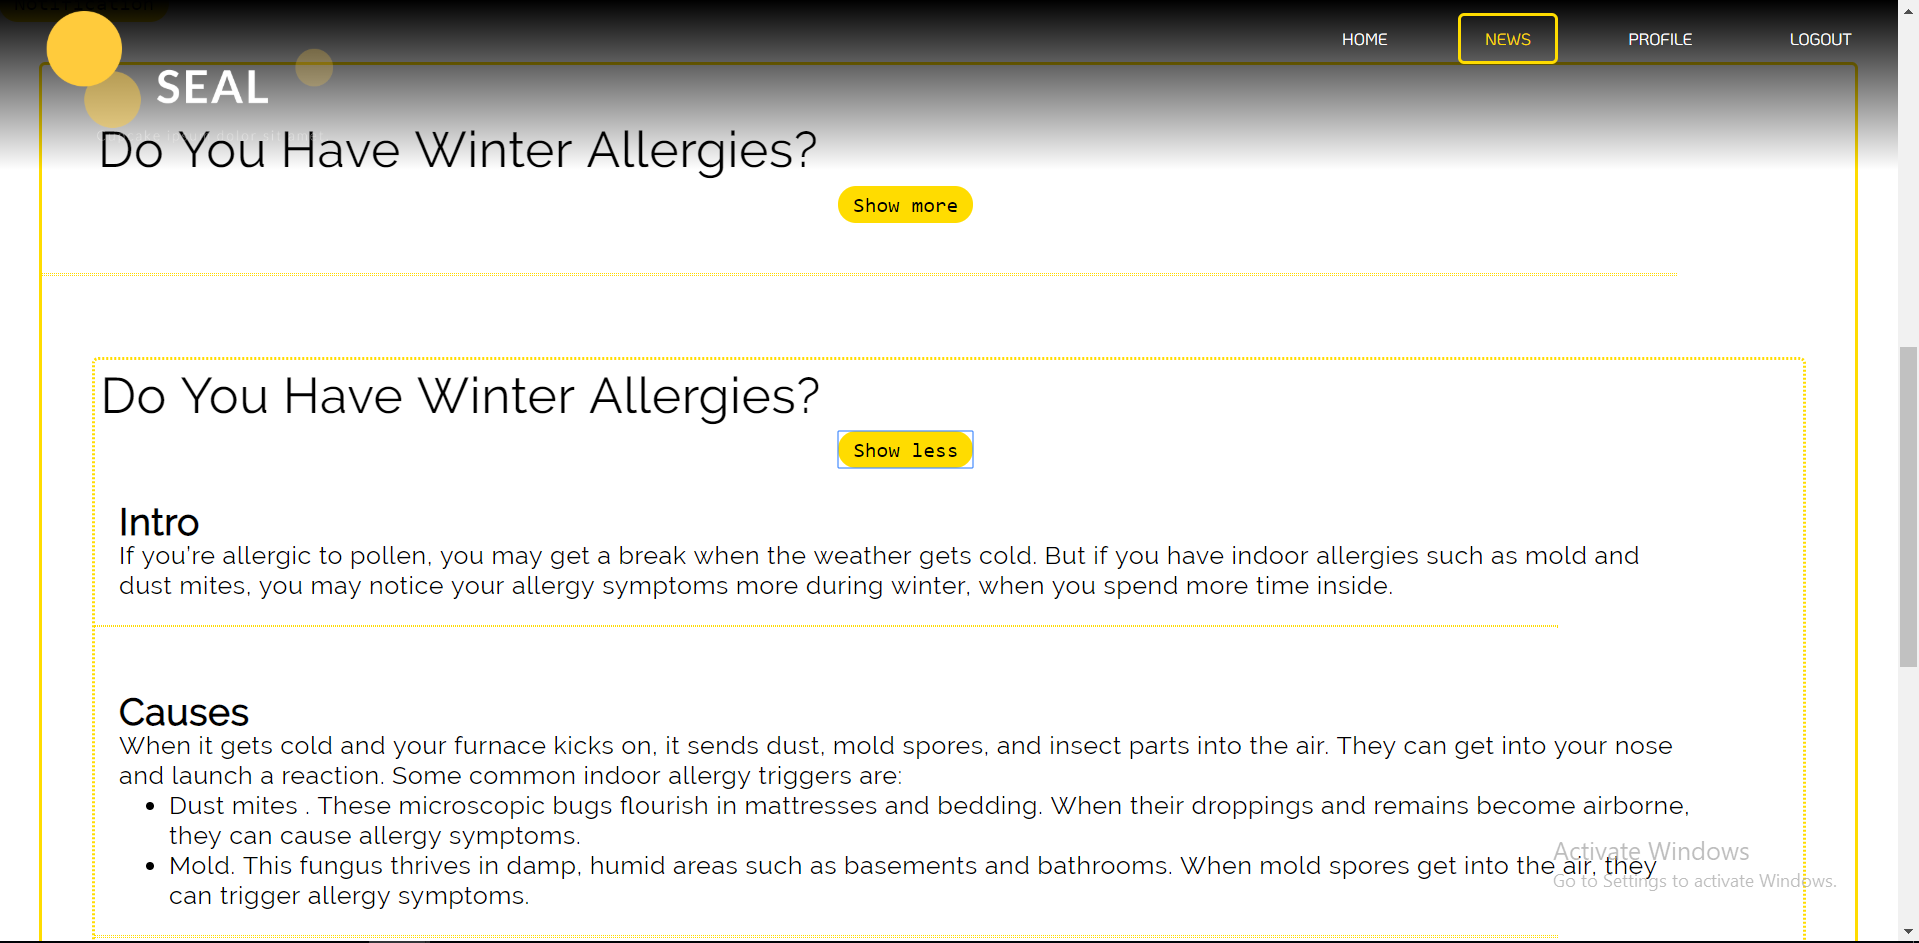 Notification
HOME NEWS PROFILE LOGOUT
SEAL
dolor sit amet
Do You Have Winter Allergies?
Show more
Do You Have Winter Allergies?
Show less
Intro
If you’re allergic to pollen, you may get a break when the weather gets cold. But if you have indoor allergies such as mold and
dust mites, you may notice your allergy symptoms more during winter, when you spend more time inside.
Causes
When it gets cold and your furnace kicks on, it sends dust, mold spores, and insect parts into the air. They can get into your nose
and launch a reaction. Some common indoor allergy triggers are:
• Dust mites . These microscopic bugs flourish in mattresses and bedding. When their droppings and remains become airborne,
they can cause allergy symptoms.
• Mold. This fungus thrives in damp, humid areas such as basements and bathrooms. When mold spores get into the air, they
can trigger allergy symptoms.
Activate Windows
Go to Settings to activate Windows.